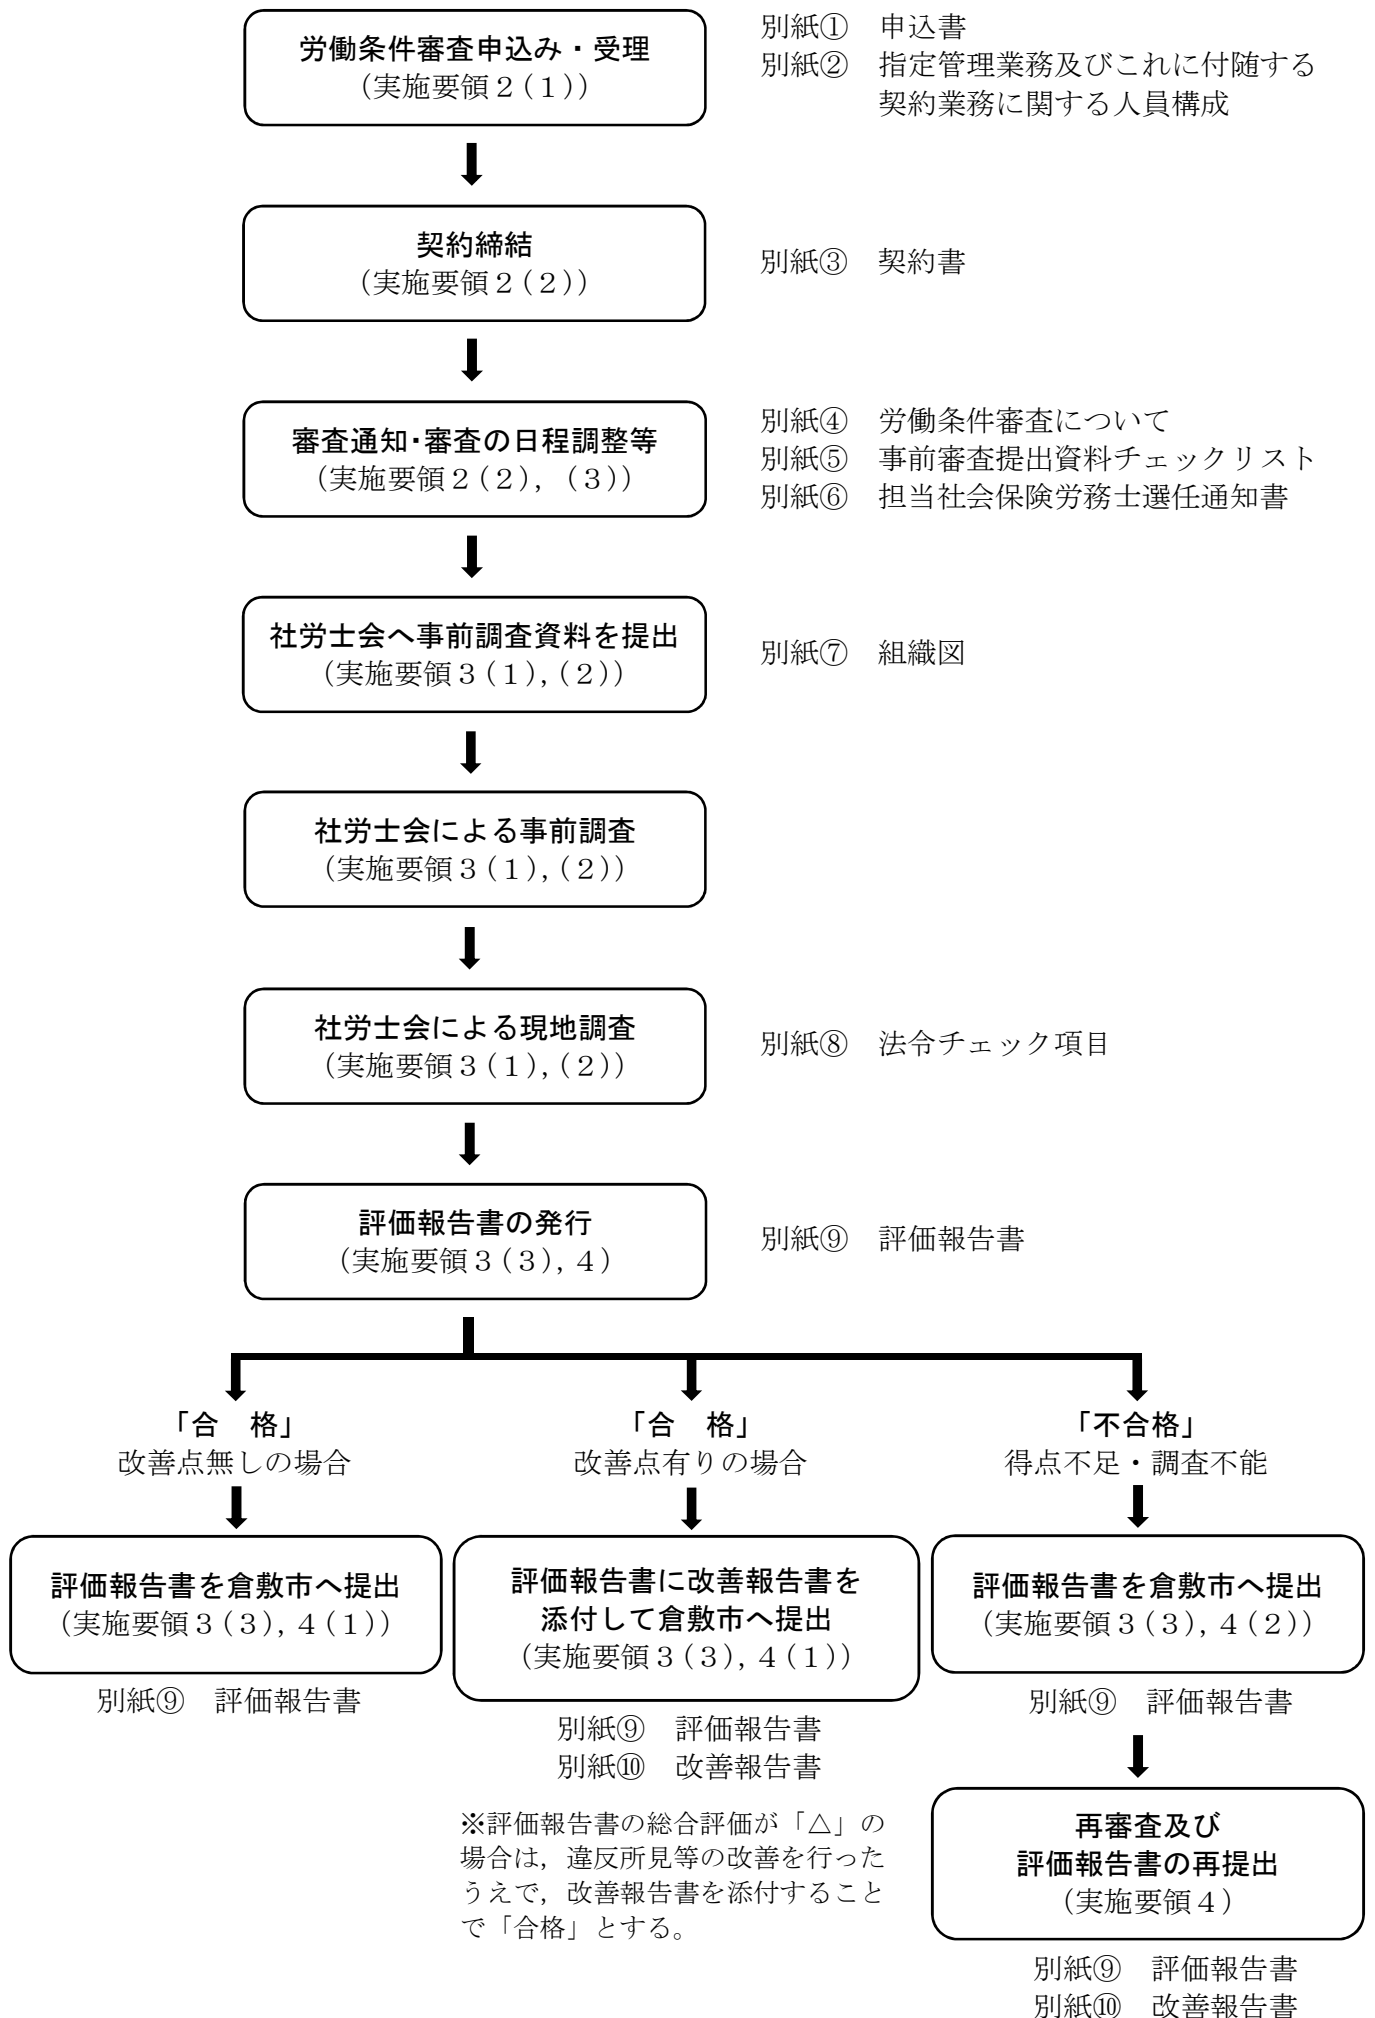 労働条件審査申込み・受理
(実施要領２(１))
別紙①　申込書
別紙②　指定管理業務及びこれに付随する
契約業務に関する人員構成
契約締結
(実施要領２(２))
別紙③　契約書
審査通知・審査の日程調整等
(実施要領２(２)，(３))
別紙④　労働条件審査について
別紙⑤　事前審査提出資料チェックリスト
別紙⑥　担当社会保険労務士選任通知書
社労士会へ事前調査資料を提出
(実施要領３(１),(２))
別紙⑦　組織図
社労士会による事前調査
(実施要領３(１),(２))
社労士会による現地調査
(実施要領３(１),(２))
別紙⑧　法令チェック項目
評価報告書の発行
(実施要領３(３),４)
別紙⑨　評価報告書
「合　格」
改善点無しの場合
評価報告書を倉敷市へ提出
(実施要領３(３),４(１))
別紙⑨　評価報告書
「合　格」
改善点有りの場合
評価報告書に改善報告書を
添付して倉敷市へ提出
(実施要領３(３),４(１))
別紙⑨　評価報告書
別紙⑩　改善報告書
※評価報告書の総合評価が「△」の
場合は，違反所見等の改善を行った
うえで，改善報告書を添付すること
で「合格」とする。
「不合格」
得点不足・調査不能
評価報告書を倉敷市へ提出
(実施要領３(３),４(２))
別紙⑨　評価報告書
再審査及び
評価報告書の再提出
(実施要領４)
別紙⑨　評価報告書
別紙⑩　改善報告書